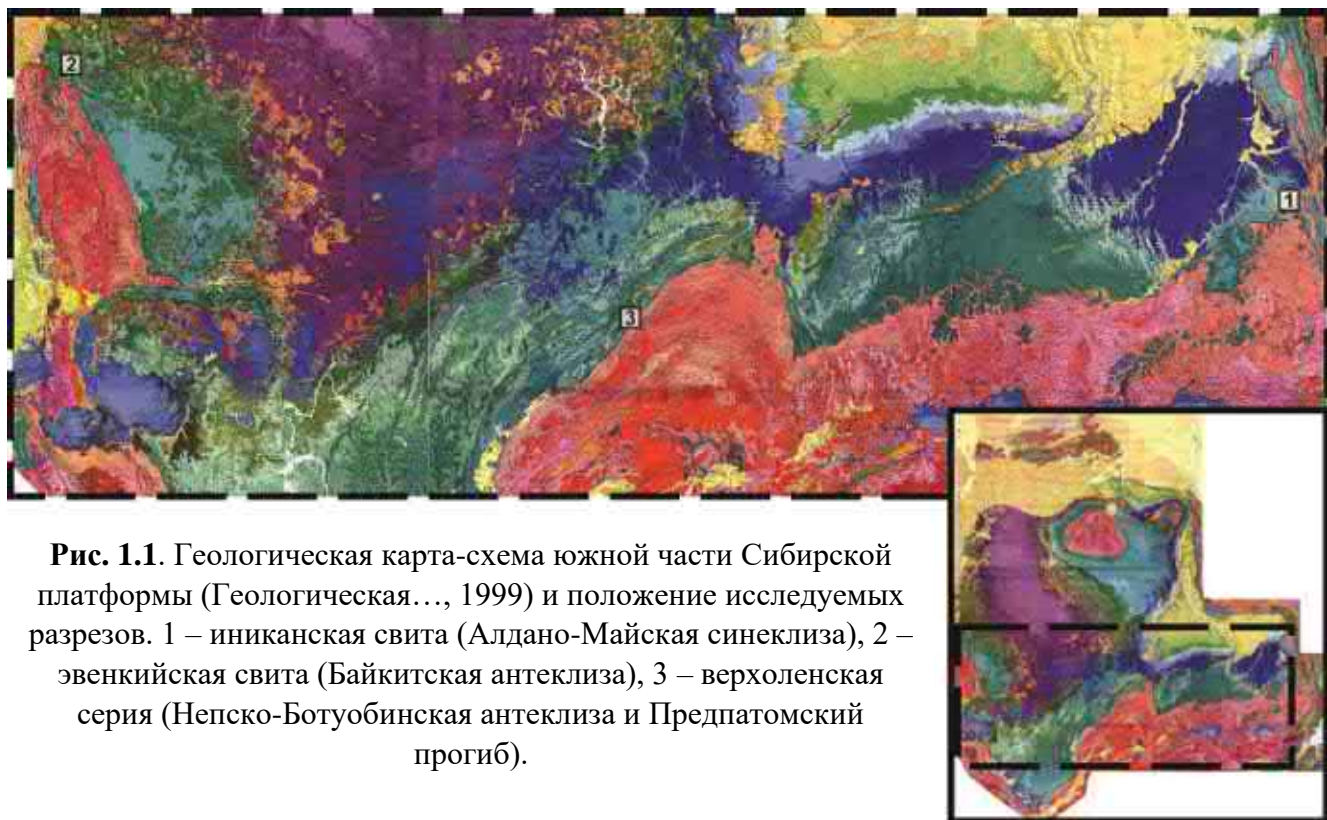 2
1
3
Рис. 1.1. Геологическая карта-схема южной части Сибирской
платформы (Геологическая…, 1999) и положение исследуемых
разрезов. 1 – иниканская свита (Алдано-Майская синеклиза), 2 –
эвенкийская свита (Байкитская антеклиза), 3 – верхоленская
серия (Непско-Ботуобинская антеклиза и Предпатомский
прогиб).